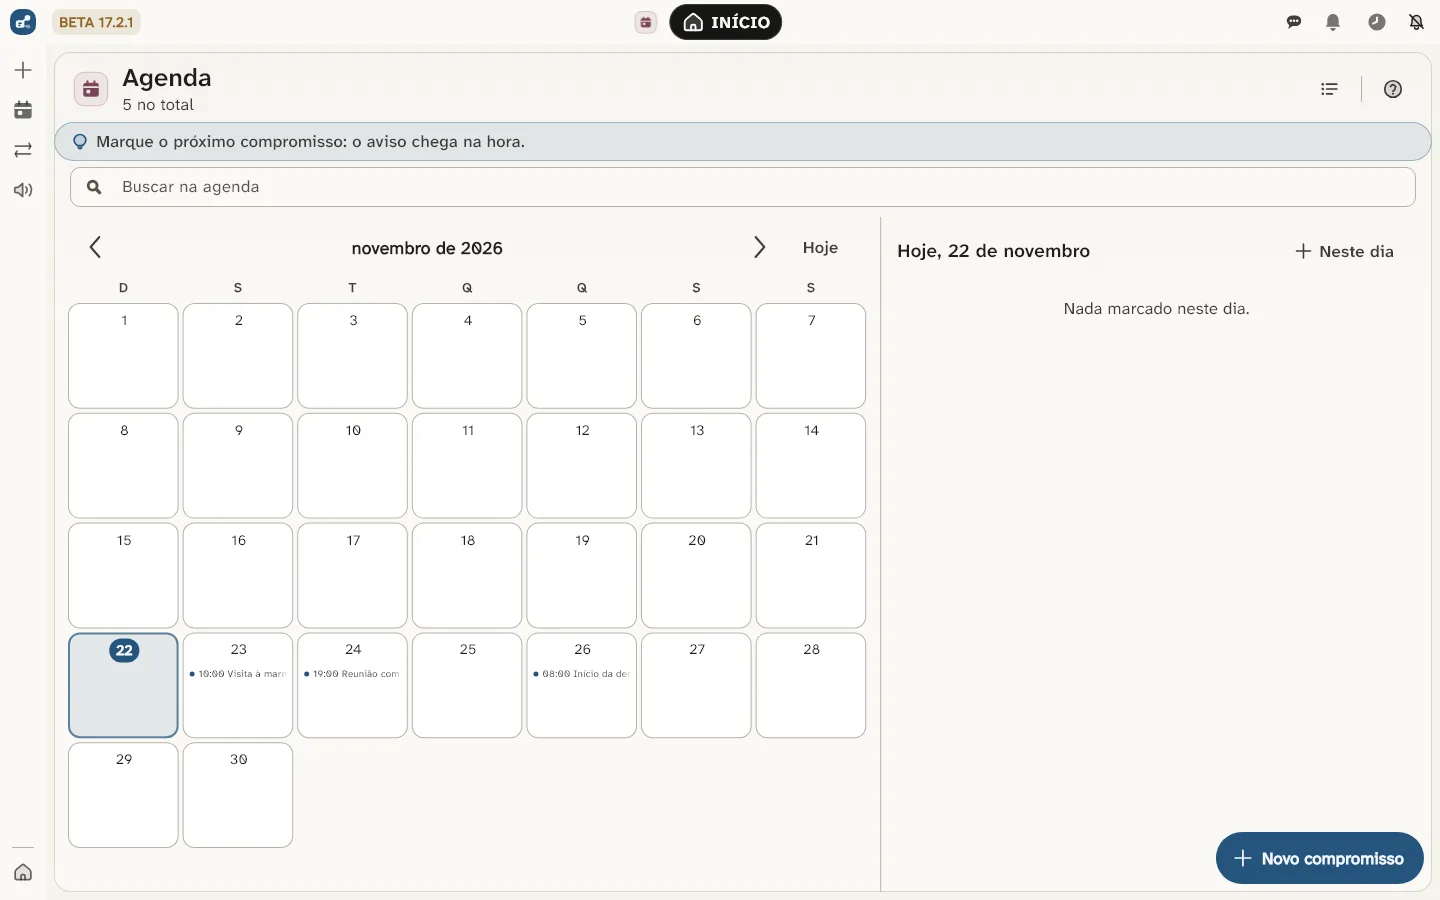 BETA 17.2.1
INÍCIO
Agenda
5 no total
Marque o próximo compromisso: o aviso chega na hora.
Buscar na agenda
novembro de 2026
Hoje
D S T Q Q S S
1 2 3 4 5 6 7
8 9 10 11 12 13 14
15 16 17 18 19 20 21
22 23 24 25 26 27 28
10:00 Visita à
19:00 Reunião com
08:00 Início da
29 30
Hoje, 22 de novembro
Neste dia
Nada marcado neste dia.
Novo compromisso